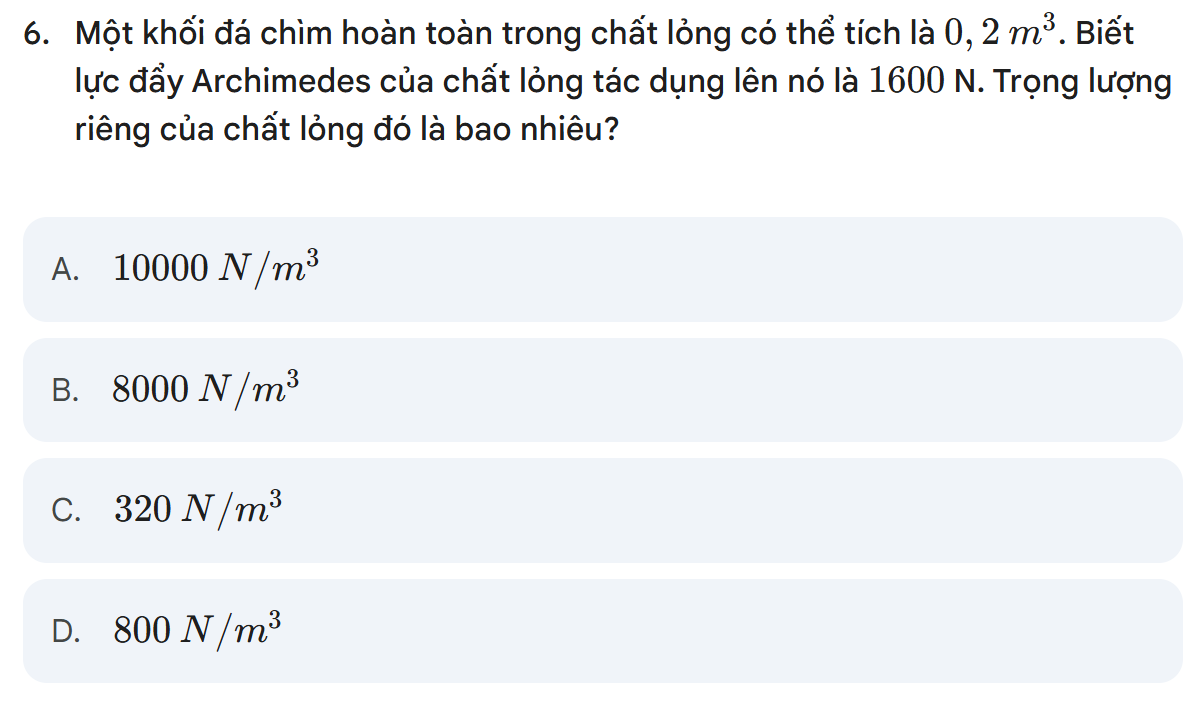 6. Một khối đá chìm hoàn toàn trong chất lỏng có thể tích là 0, 2 m³. Biết
lực đẩy Archimedes của chất lỏng tác dụng lên nó là 1600 N. Trọng lượng
riêng của chất lỏng đó là bao nhiêu?
A. 10000 N/m³
B. 8000 N/m³
C. 320 N/m³
D. 800 N/m³